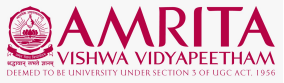 AMRITA
VISHWA VIDYAPEETHAM
DEEMED TO BE UNIVERSITY UNDER SECTION 3 OF UGC ACT, 1956